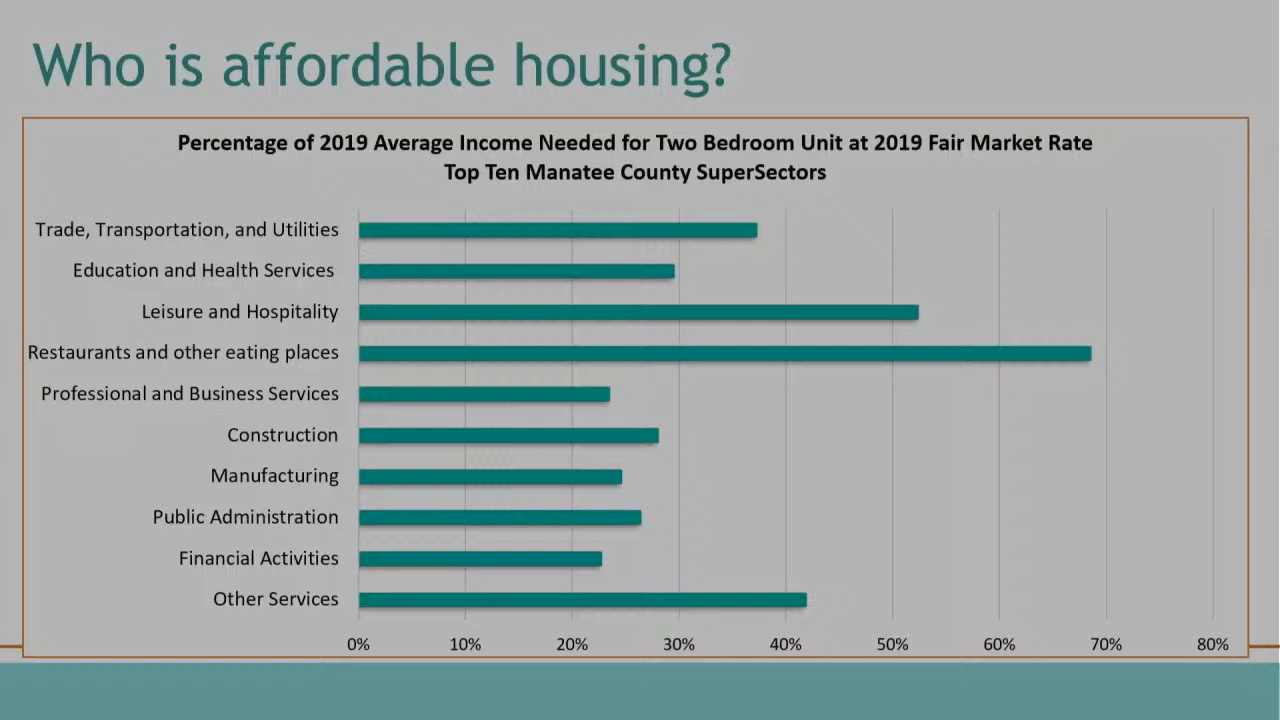 Who is affordable housing?
Percentage of 2019 Average Income Needed for Two Bedroom Unit at 2019 Fair Market Rate
Top Ten Manatee County SuperSectors
Trade, Transportation, and Utilities
Education and Health Services
Leisure and Hospitality
Restaurants and other eating places
Professional and Business Services
Construction
Manufacturing
Public Administration
Financial Activities
Other Services
0% 10% 20% 30% 40% 50% 60% 70% 80%